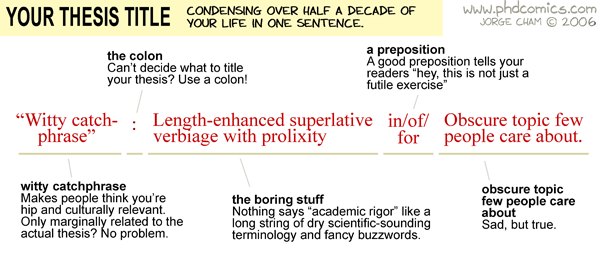 YOUR THESIS TITLE
CONDENSING OVER HALF A DECADE OF
YOUR LIFE IN ONE SENTENCE.
www.phdcomics.com
JORGE CHAM © 2006
the colon
Can't decide what to title
your thesis? Use a colon!
a preposition
A good preposition tells your
readers "hey, this is not just a
futile exercise"
"Witty catch-
phrase"
:
Length-enhanced superlative
verbiage with prolixity
in/of/
for
Obscure topic few
people care about.
witty catchphrase
Makes people think you're
hip and culturally relevant.
Only marginally related to the
actual thesis? No problem.
the boring stuff
Nothing says "academic rigor" like a
long string of dry scientific-sounding
terminology and fancy buzzwords.
obscure topic
few people care
about
Sad, but true.